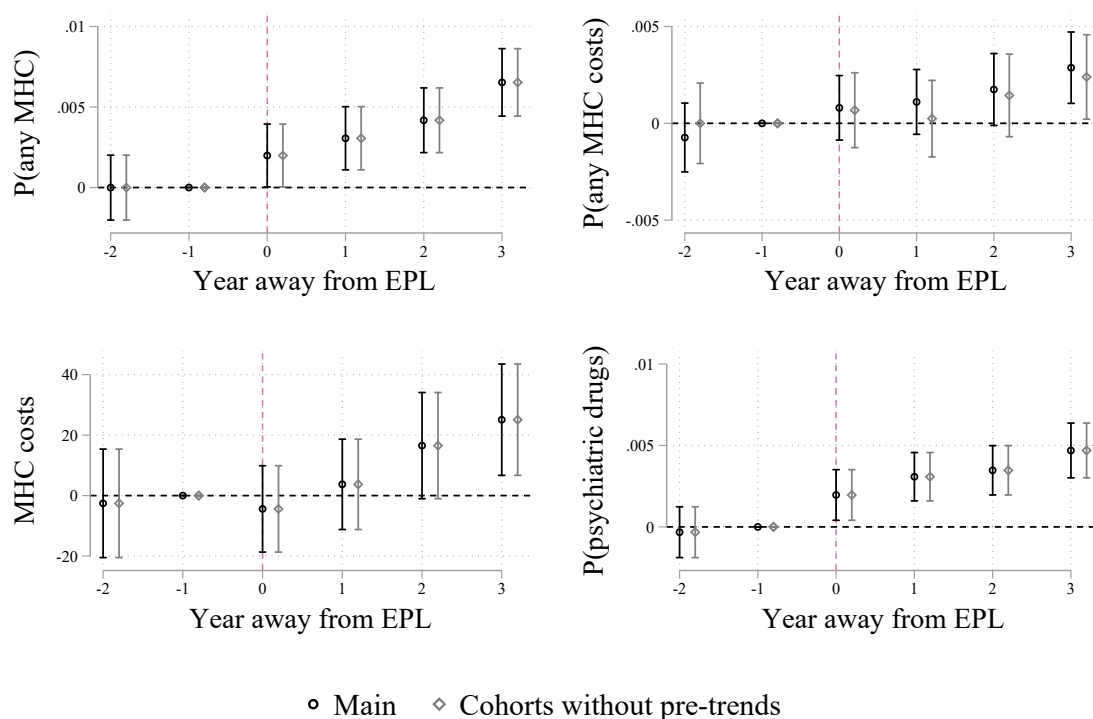 P(any MHC)
.01
.005
0
-2 -1 0 1 2 3
Year away from EPL
P(any MHC costs)
.005
0
-.005
-2 -1 0 1 2 3
Year away from EPL
MHC costs
40
20
0
-20
-2 -1 0 1 2 3
Year away from EPL
P(psychiatric drugs)
.01
.005
0
-2 -1 0 1 2 3
Year away from EPL
Main Cohorts without pre-trends